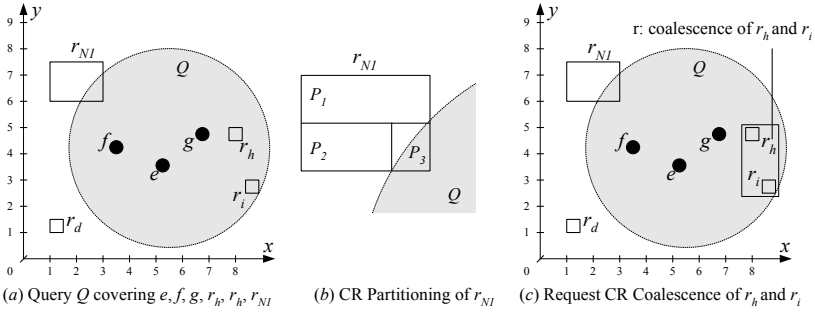 y
9
8
7
6
5
4
3
2
1
0
1 2 3 4 5 6 7 8
x
r_N1
Q
f
g
e
r_h
r_i
r_d
(a) Query Q covering e, f, g, r_h, r_h, r_N1
r_N1
P_1
P_2
P_3
Q
(b) CR Partitioning of r_N1
r: coalescence of r_h and r_i
y
9
8
7
6
5
4
3
2
1
0
1 2 3 4 5 6 7 8
x
r_N1
Q
f
g
e
r_h
r_i
r_d
(c) Request CR Coalescence of r_h and r_i